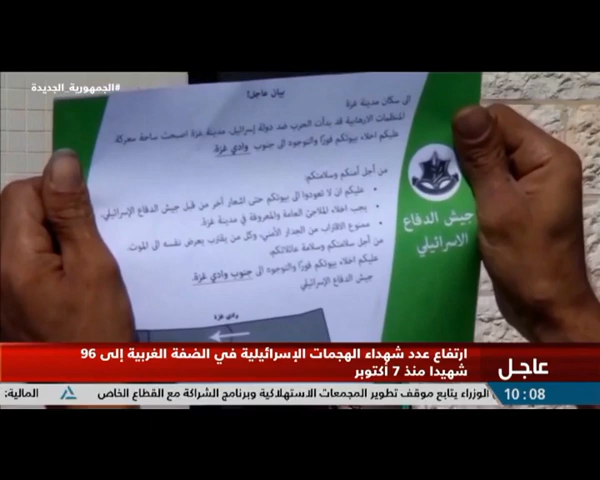 #الجمهورية_الجديدة
بيان عاجل!
الى سكان مدينة غزة
المنظمات الارهابية قد بدأت الحرب ضد دولة إسرائيل، مدينة غزة اصبحت ساحة معركة
عليكم اخلاء بيوتكم فورًا والتوجه الى جنوب وادي غزة.
من أجل أمنكم وسلامتكم:
عليكم ان لا تعودوا الى بيوتكم حتى اشعار آخر من قبل جيش الدفاع الإسرائيلي.
يجب اخلاء الملاجئ العامة والمعروفة في مدينة غزة.
ممنوع الاقتراب من الجدار الأمني، وكل من يقترب يعرض نفسه الى الموت.
من أجل سلامتكم وسلامة عائلاتكم
عليكم اخلاء بيوتكم فورًا والتوجه الى جنوب وادي غزة.
جيش الدفاع الإسرائيلي
وادي غزة
جيش الدفاع
الاسرائيلي
عاجل
ارتفاع عدد شهداء الهجمات الإسرائيلية في الضفة الغربية إلى 96
شهيدا منذ 7 أكتوبر
10:08
الوزراء يتابع موقف تطوير المجمعات الاستهلاكية وبرنامج الشراكة مع القطاع الخاص
المالية: